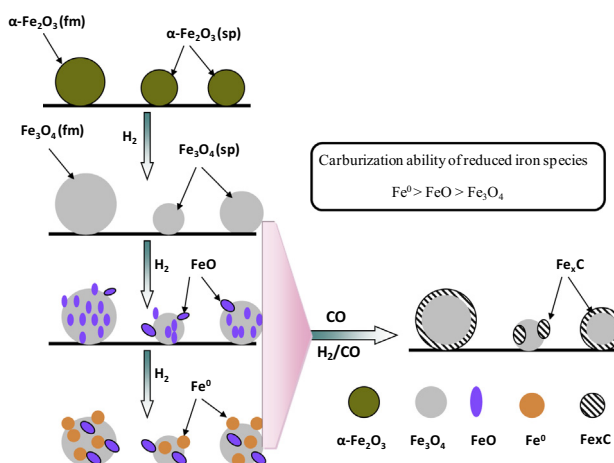 α-Fe₂O₃(fm)
α-Fe₂O₃(sp)
H₂
Fe₃O₄(fm)
Fe₃O₄(sp)
Carburization ability of reduced iron species
Fe⁰ > FeO > Fe₃O₄
H₂
FeO
FeₓC
CO
H₂/CO
H₂
Fe⁰
α-Fe₂O₃
Fe₃O₄
FeO
Fe⁰
FexC